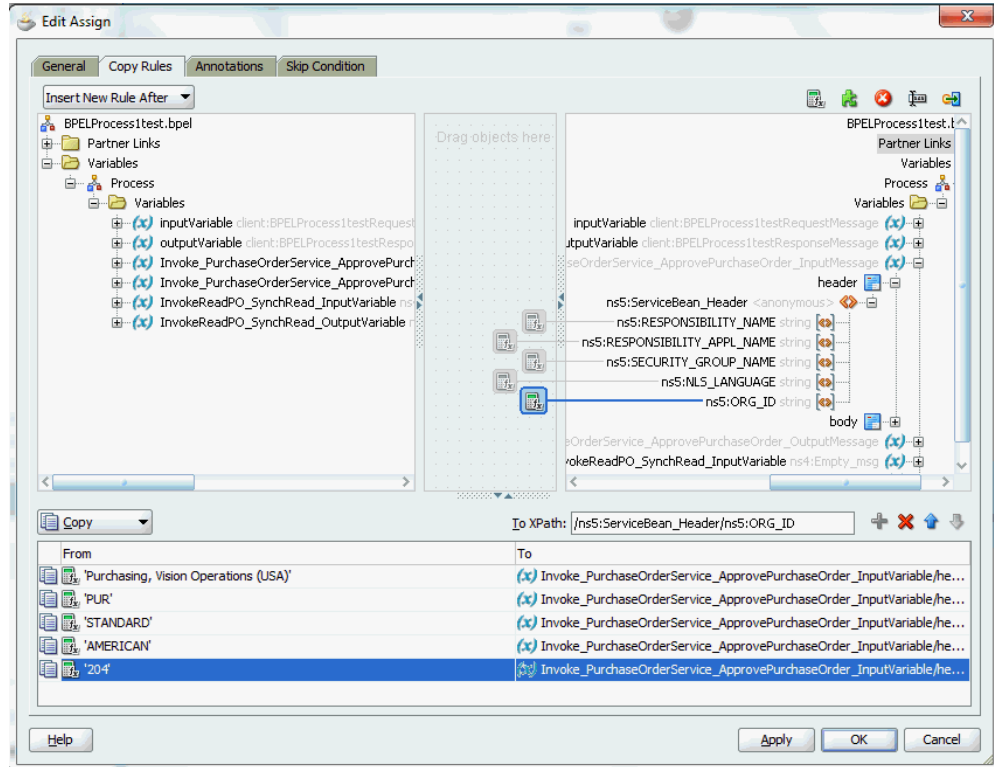 Edit Assign
General Copy Rules Annotations Skip Condition
Insert New Rule After
BPELProcess1test.bpel
Partner Links
Variables
Process
Variables
(x) inputVariable client:BPELProcess1testRequest
(x) outputVariable client:BPELProcess1testRespo
(x) Invoke_PurchaseOrderService_ApprovePurch
(x) Invoke_PurchaseOrderService_ApprovePurch
(x) InvokeReadPO_SynchRead_InputVariable ns
(x) InvokeReadPO_SynchRead_OutputVariable
Drag objects here
BPELProcess1test.b
Partner Links
Variables
Process
Variables
inputVariable client:BPELProcess1testRequestMessage (x)
utputVariable client:BPELProcess1testResponseMessage (x)
seOrderService_ApprovePurchaseOrder_InputMessage (x)
header
ns5:ServiceBean_Header <anonymous>
ns5:RESPONSIBILITY_NAME string
ns5:RESPONSIBILITY_APPL_NAME string
ns5:SECURITY_GROUP_NAME string
ns5:NLS_LANGUAGE string
ns5:ORG_ID string
body
eOrderService_ApprovePurchaseOrder_OutputMessage (x)
vokeReadPO_SynchRead_InputVariable ns4:Empty_msg (x)
Copy
To XPath: /ns5:ServiceBean_Header/ns5:ORG_ID
From To
'Purchasing, Vision Operations (USA)' (x) Invoke_PurchaseOrderService_ApprovePurchaseOrder_InputVariable/he...
'PUR' (x) Invoke_PurchaseOrderService_ApprovePurchaseOrder_InputVariable/he...
'STANDARD' (x) Invoke_PurchaseOrderService_ApprovePurchaseOrder_InputVariable/he...
'AMERICAN' (x) Invoke_PurchaseOrderService_ApprovePurchaseOrder_InputVariable/he...
'204' (x) Invoke_PurchaseOrderService_ApprovePurchaseOrder_InputVariable/he...
Help Apply OK Cancel